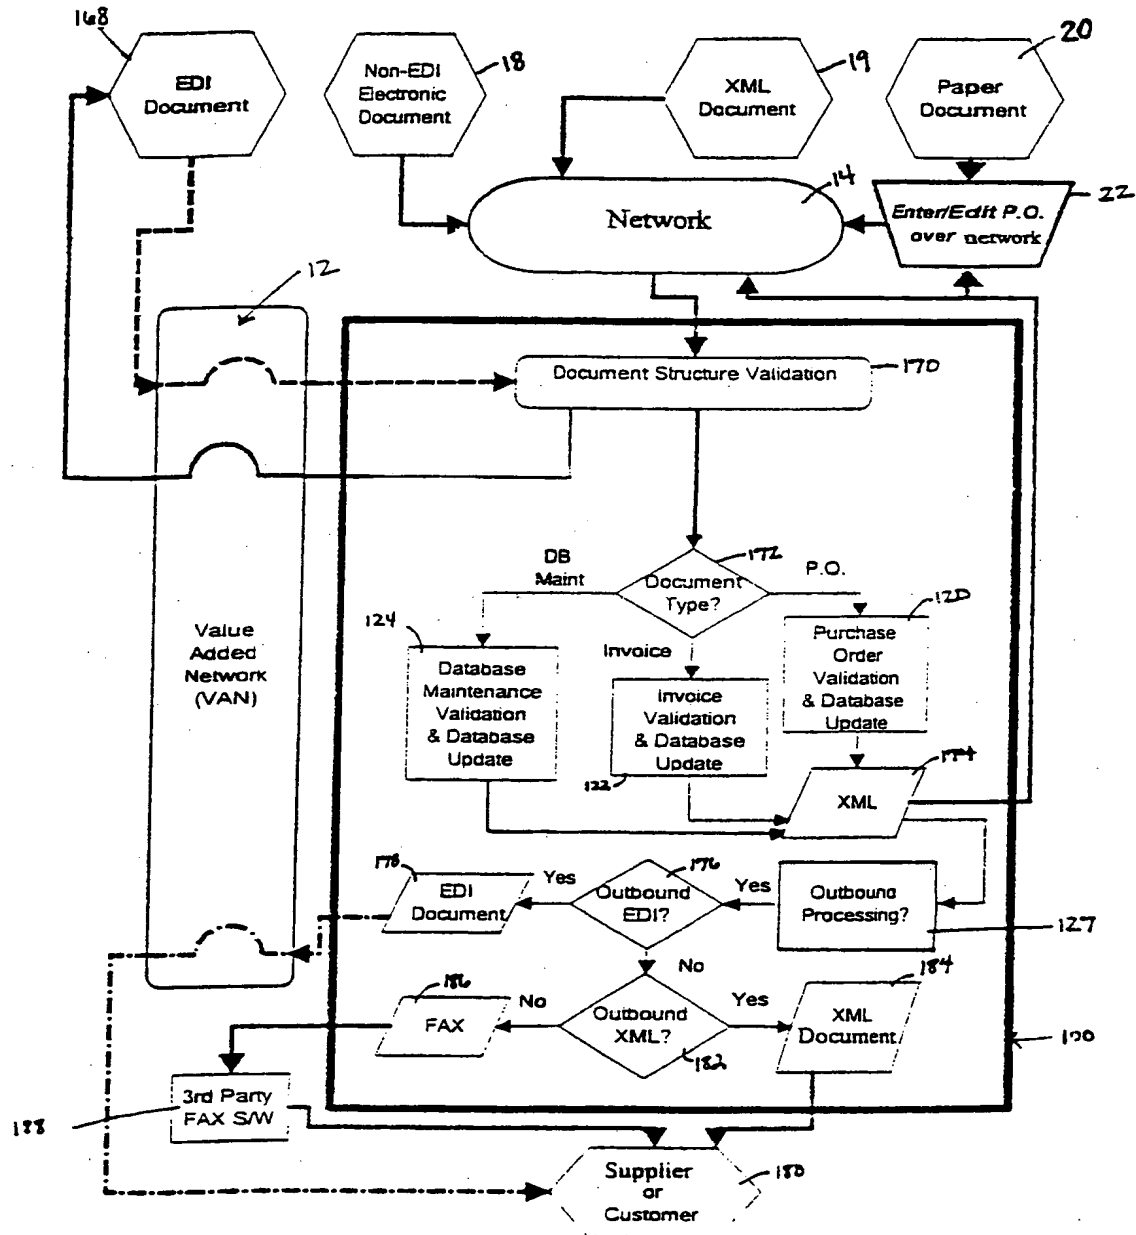 168
EDI
Document
Non-EDI
Electronic
Document
18
XML
Document
19
Paper
Document
20
Network
14
Enter/Edit P.O.
over network
22
12
Document Structure Validation
170
Value
Added
Network
(VAN)
DB
Maint
Document
Type?
172
P.O.
124
Database
Maintenance
Validation
& Database
Update
Invoice
Invoice
Validation
& Database
Update
122
120
Purchase
Order
Validation
& Database
Update
XML
174
178
EDI
Document
Yes
176
Outbound
EDI?
Yes
Outbound
Processing?
127
No
186
FAX
No
Outbound
XML?
182
Yes
184
XML
Document
100
3rd Party
FAX S/W
188
Supplier
or
Customer
180